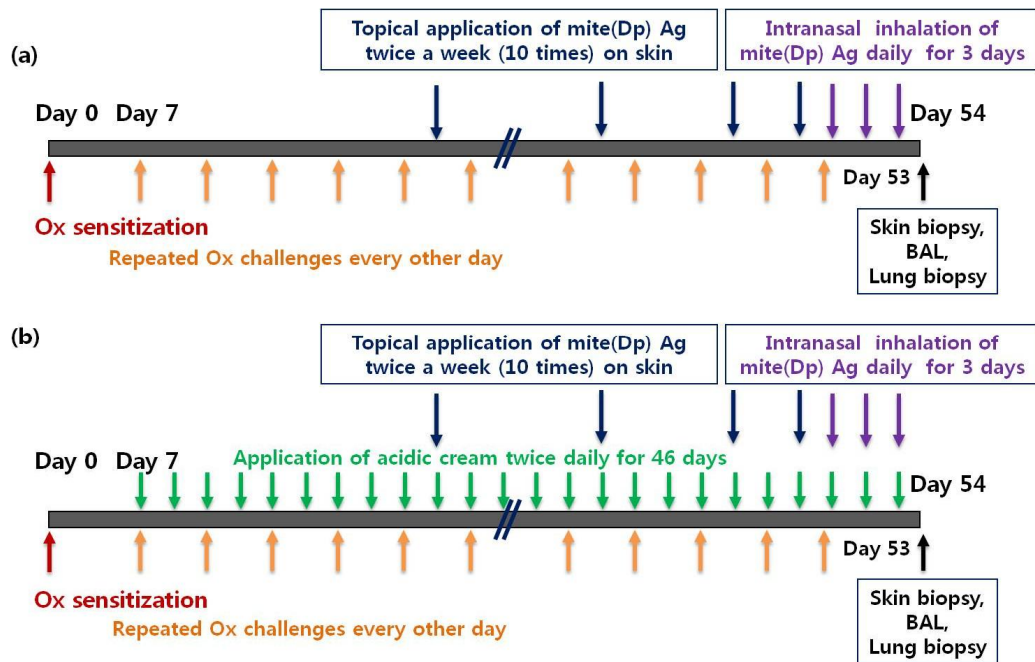 (a)
Topical application of mite(Dp) Ag
twice a week (10 times) on skin
Intranasal inhalation of
mite(Dp) Ag daily for 3 days
Day 0 Day 7
Day 54
Day 53
Ox sensitization
Repeated Ox challenges every other day
Skin biopsy,
BAL,
Lung biopsy
(b)
Topical application of mite(Dp) Ag
twice a week (10 times) on skin
Intranasal inhalation of
mite(Dp) Ag daily for 3 days
Day 0 Day 7
Application of acidic cream twice daily for 46 days
Day 54
Day 53
Ox sensitization
Repeated Ox challenges every other day
Skin biopsy,
BAL,
Lung biopsy